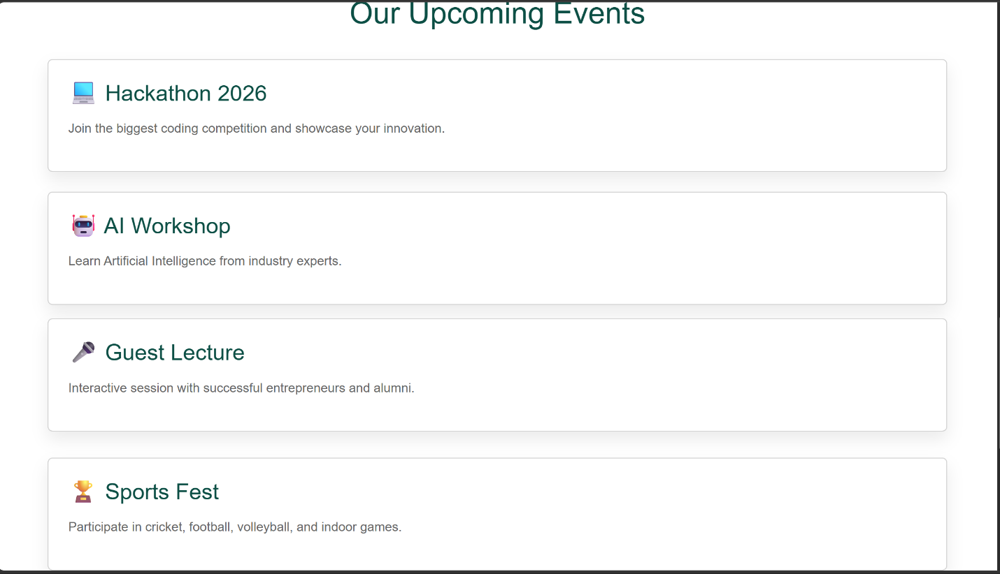 Our Upcoming Events
Hackathon 2026
Join the biggest coding competition and showcase your innovation.
AI Workshop
Learn Artificial Intelligence from industry experts.
Guest Lecture
Interactive session with successful entrepreneurs and alumni.
Sports Fest
Participate in cricket, football, volleyball, and indoor games.